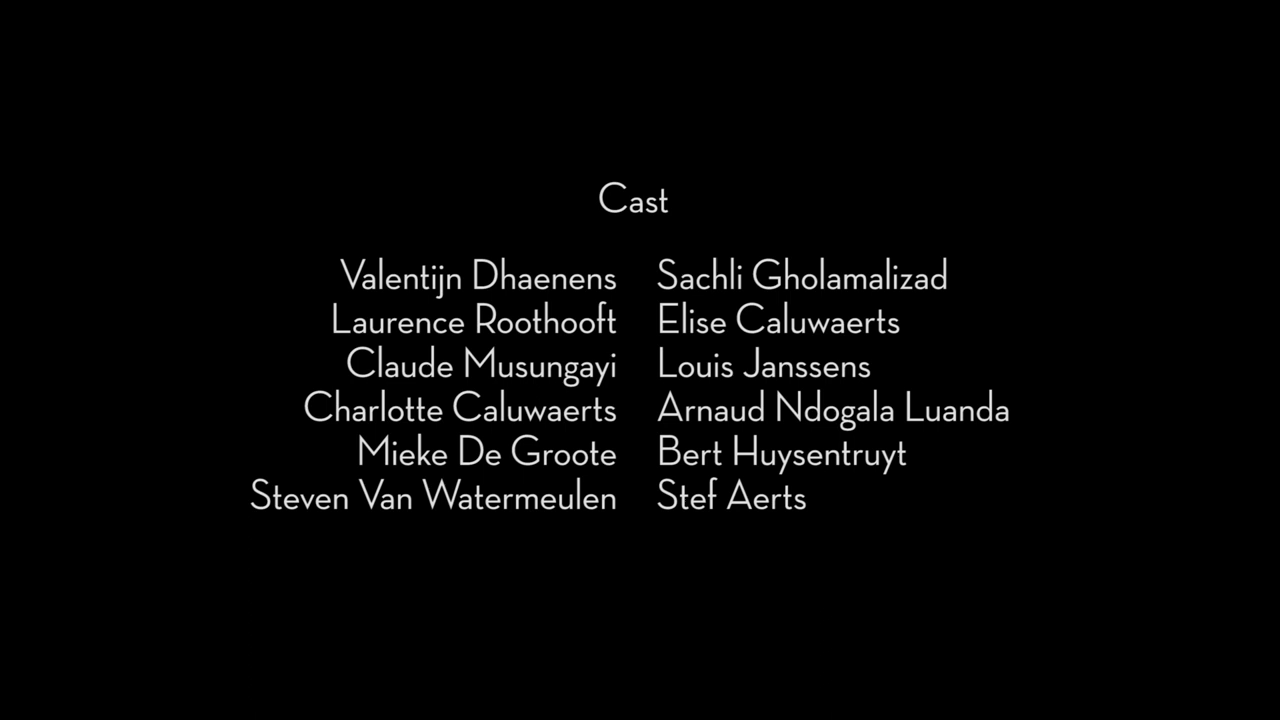 Cast
Valentijn Dhaenens Sachli Gholamalizad
Laurence Roothooft Elise Caluwaerts
Claude Musungayi Louis Janssens
Charlotte Caluwaerts Arnaud Ndogala Luanda
Mieke De Groote Bert Huysentruyt
Steven Van Watermeulen Stef Aerts